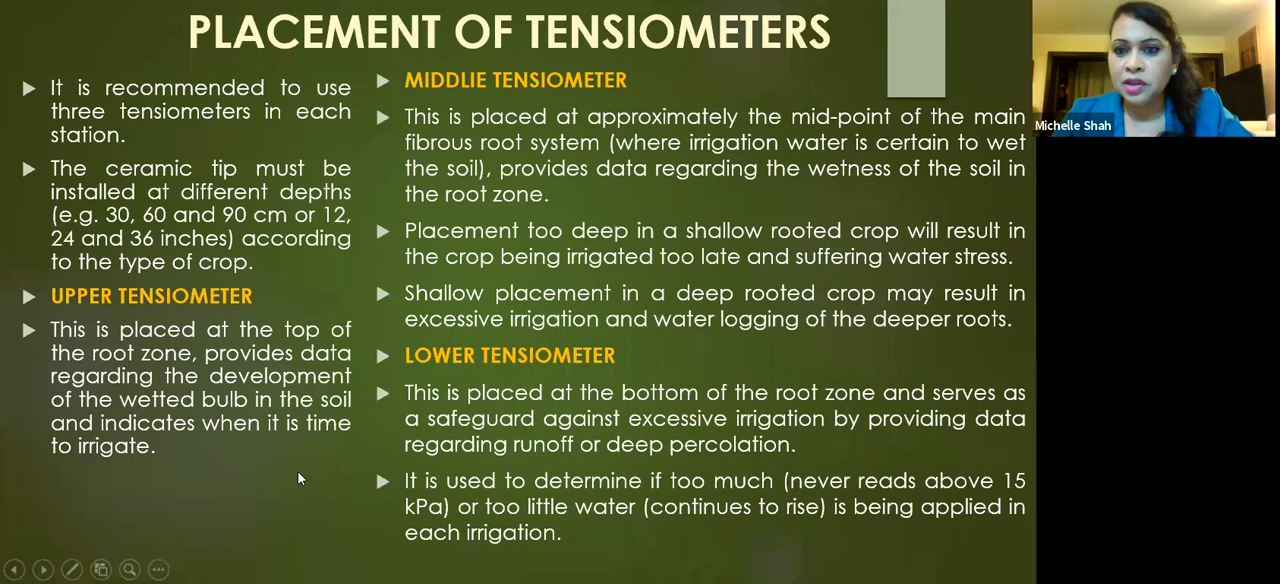 PLACEMENT OF TENSIOMETERS
It is recommended to use
three tensiometers in each
station.
The ceramic tip must be
installed at different depths
(e.g. 30, 60 and 90 cm or 12,
24 and 36 inches) according
to the type of crop.
UPPER TENSIOMETER
This is placed at the top of
the root zone, provides data
regarding the development
of the wetted bulb in the soil
and indicates when it is time
to irrigate.
MIDDLIE TENSIOMETER
This is placed at approximately the mid-point of the main
fibrous root system (where irrigation water is certain to wet
the soil), provides data regarding the wetness of the soil in
the root zone.
Placement too deep in a shallow rooted crop will result in
the crop being irrigated too late and suffering water stress.
Shallow placement in a deep rooted crop may result in
excessive irrigation and water logging of the deeper roots.
LOWER TENSIOMETER
This is placed at the bottom of the root zone and serves as
a safeguard against excessive irrigation by providing data
regarding runoff or deep percolation.
It is used to determine if too much (never reads above 15
kPa) or too little water (continues to rise) is being applied in
each irrigation.
Michelle Shah